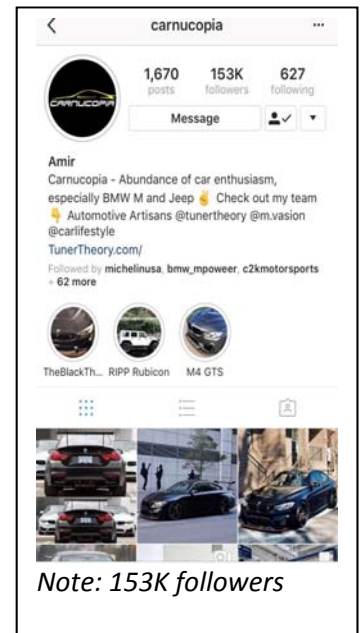 carnucopia
CARNUCOPIA
1,670 153K 627
posts followers following
Message
Amir
Carnucopia - Abundance of car enthusiasm,
especially BMW M and Jeep ✌ Check out my team
👇 Automotive Artisans @tunertheory @m.vasion
@carlifestyle
TunerTheory.com/
Followed by michelinusa, bmw_mpoweer, c2kmotorsports
+ 62 more
TheBlackTh... RIPP Rubicon M4 GTS
Note: 153K followers